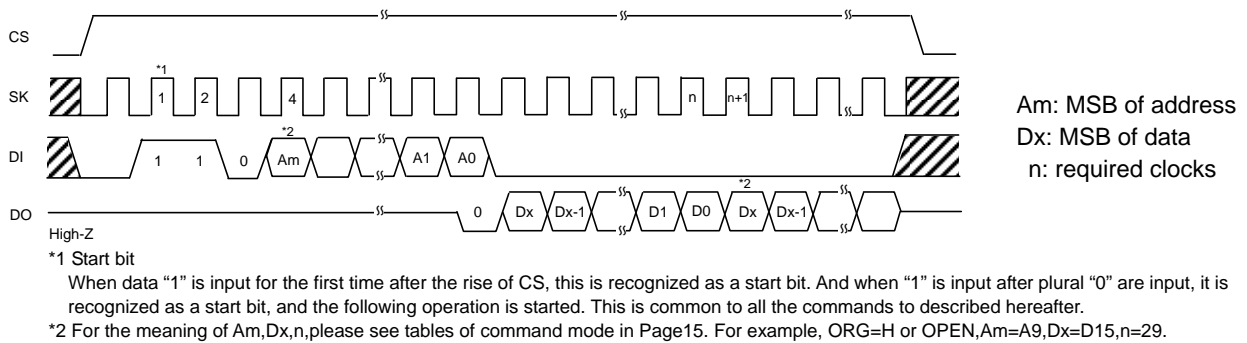 CS
*1
SK 1 2 4 n n+1
*2
DI 1 1 0 Am A1 A0
*2
DO 0 Dx Dx-1 D1 D0 Dx Dx-1
High-Z
Am: MSB of address
Dx: MSB of data
n: required clocks
*1 Start bit
When data “1” is input for the first time after the rise of CS, this is recognized as a start bit. And when “1” is input after plural “0” are input, it is
recognized as a start bit, and the following operation is started. This is common to all the commands to described hereafter.
*2 For the meaning of Am,Dx,n,please see tables of command mode in Page15. For example, ORG=H or OPEN,Am=A9,Dx=D15,n=29.